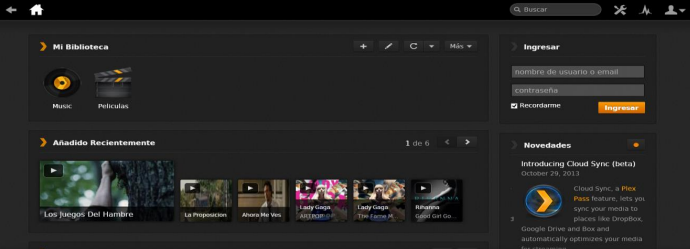 Buscar
Mi Biblioteca
Más
Music
Peliculas
Añadido Recientemente
1 de 6
Los Juegos Del Hambre
La Proposicion
Ahora Me Ves
Lady Gaga
ARTPOP
Lady Gaga
The Fame M
Rihanna
Good Girl Go...
Ingresar
nombre de usuario o email
contraseña
Recordarme
Ingresar
Novedades
Introducing Cloud Sync (beta)
October 29, 2013
Cloud Sync, a Plex
Pass feature, lets you
sync your media to
places like DropBox,
3
Google Drive and Box and
automatically optimizes your media